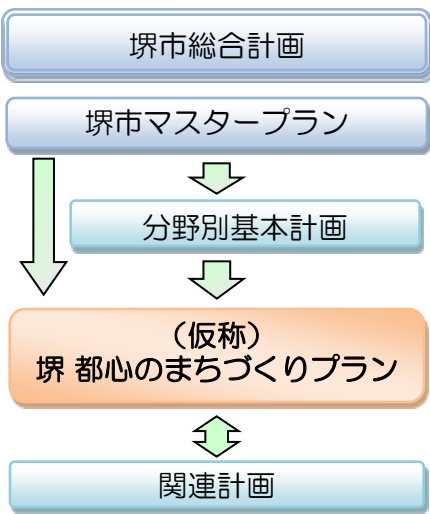 堺市総合計画
堺市マスタープラン
分野別基本計画
（仮称）
堺 都心のまちづくりプラン
関連計画